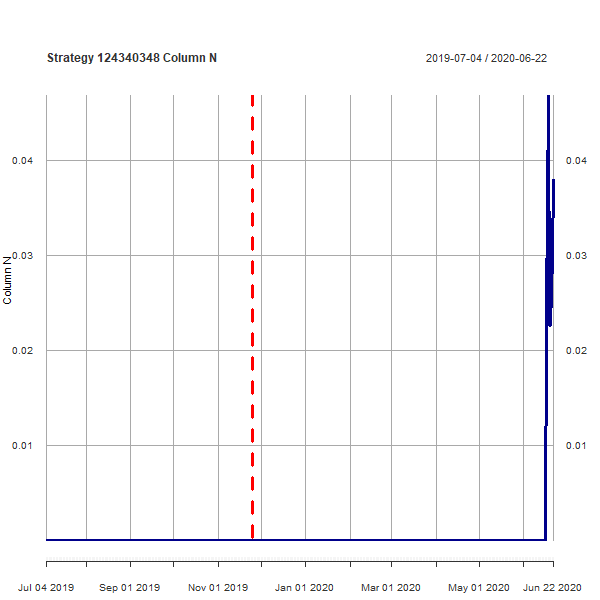 Strategy 124340348 Column N
2019-07-04 / 2020-06-22
0.04
0.04
0.03
0.03
Column N
0.02
0.02
0.01
0.01
Jul 04 2019
Sep 01 2019
Nov 01 2019
Jan 01 2020
Mar 01 2020
May 01 2020
Jun 22 2020